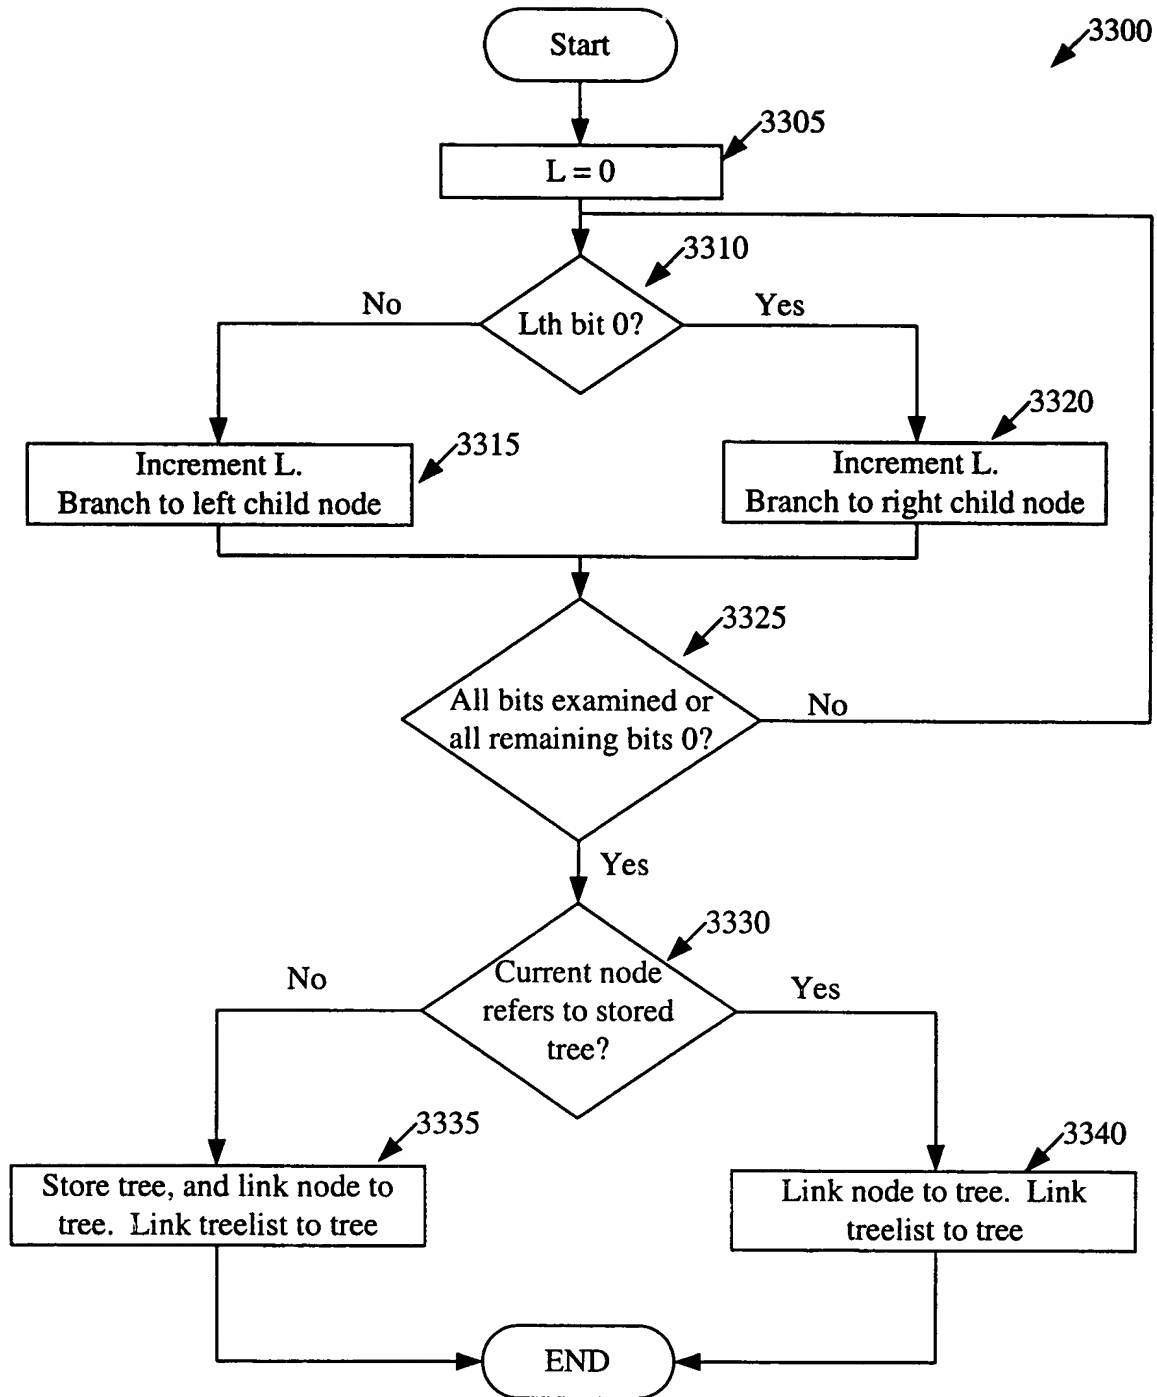 Start
3300
3305
L = 0
3310
No
Lth bit 0?
Yes
3315
3320
Increment L.
Branch to left child node
Increment L.
Branch to right child node
3325
All bits examined or
all remaining bits 0?
No
Yes
3330
No
Current node
refers to stored
tree?
Yes
3335
3340
Store tree, and link node to
tree. Link treelist to tree
Link node to tree. Link
treelist to tree
END